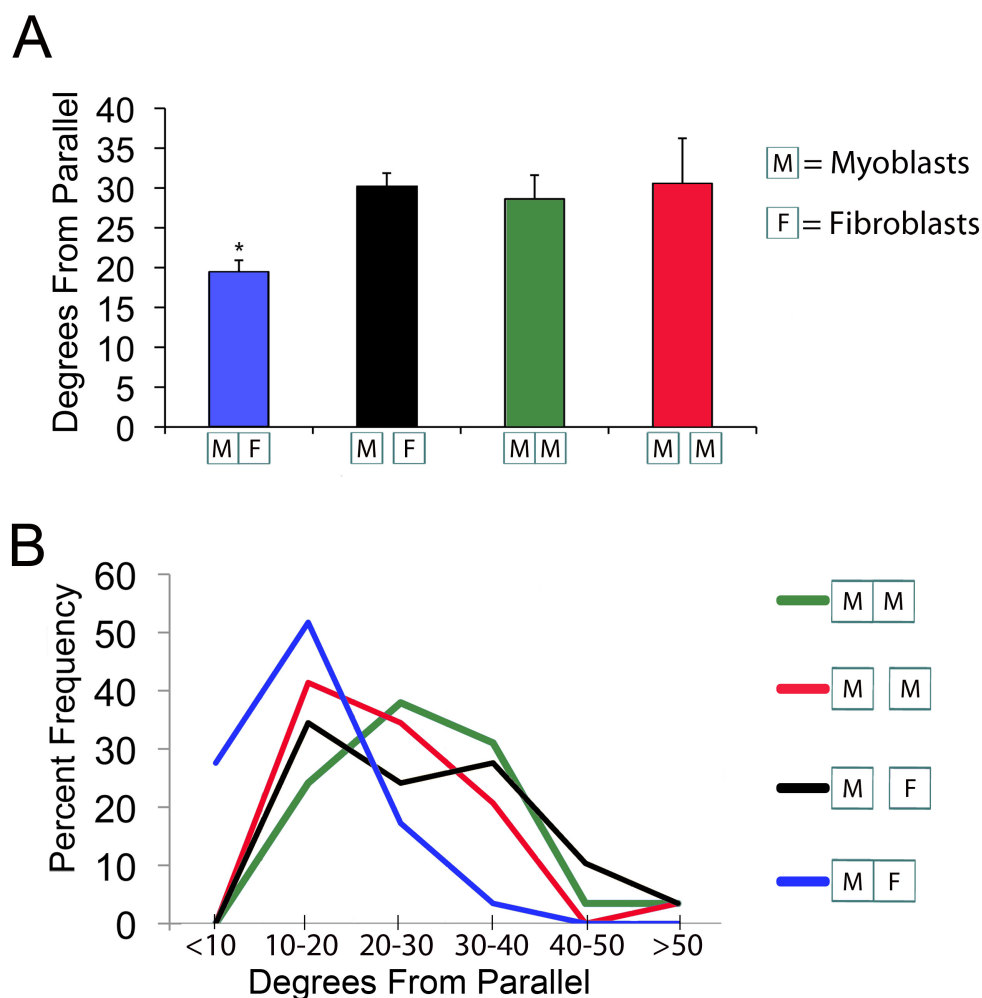 A
Degrees From Parallel
40
35
30
25
20
15
10
5
0
*
M F
M F
M M
M M
M = Myoblasts
F = Fibroblasts
B
Percent Frequency
60
50
40
30
20
10
0
<10 10-20 20-30 30-40 40-50 >50
Degrees From Parallel
M M
M M
M F
M F